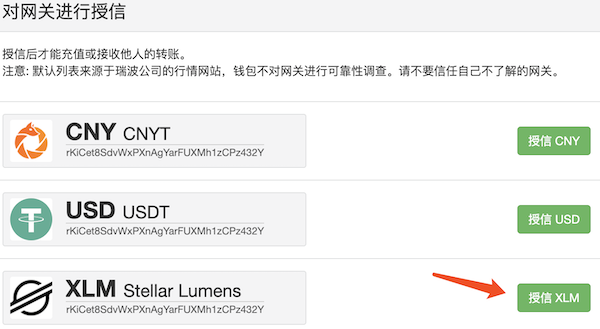 对网关进行授信
授信后才能充值或接收他人的转账。
注意: 默认列表来源于瑞波公司的行情网站，钱包不对网关进行可靠性调查。请不要信任自己不了解的网关。
CNY CNYT
rKiCet8SdvWxPXnAgYarFUXMh1zCPz432Y
授信 CNY
USD USDT
rKiCet8SdvWxPXnAgYarFUXMh1zCPz432Y
授信 USD
XLM Stellar Lumens
rKiCet8SdvWxPXnAgYarFUXMh1zCPz432Y
授信 XLM